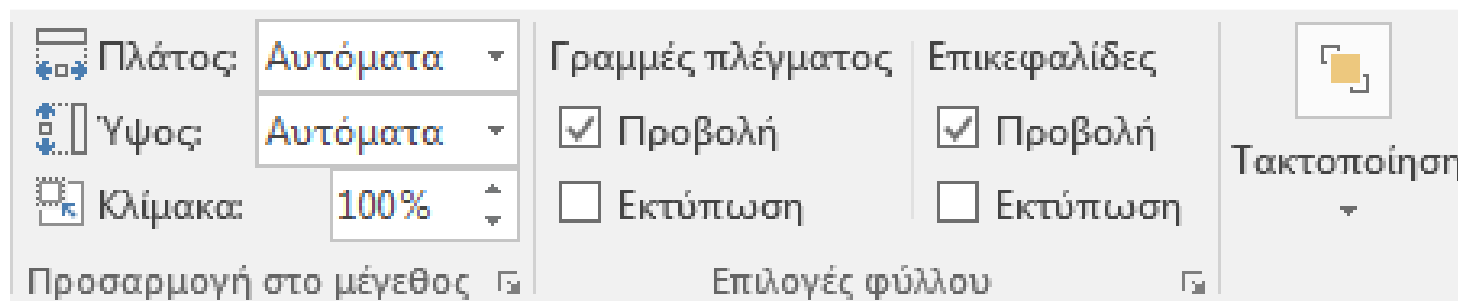 Πλάτος: Αυτόματα
Ύψος: Αυτόματα
Κλίμακα: 100%
Προσαρμογή στο μέγεθος
Γραμμές πλέγματος
Προβολή
Εκτύπωση
Επικεφαλίδες
Προβολή
Εκτύπωση
Επιλογές φύλλου
Τακτοποίηση